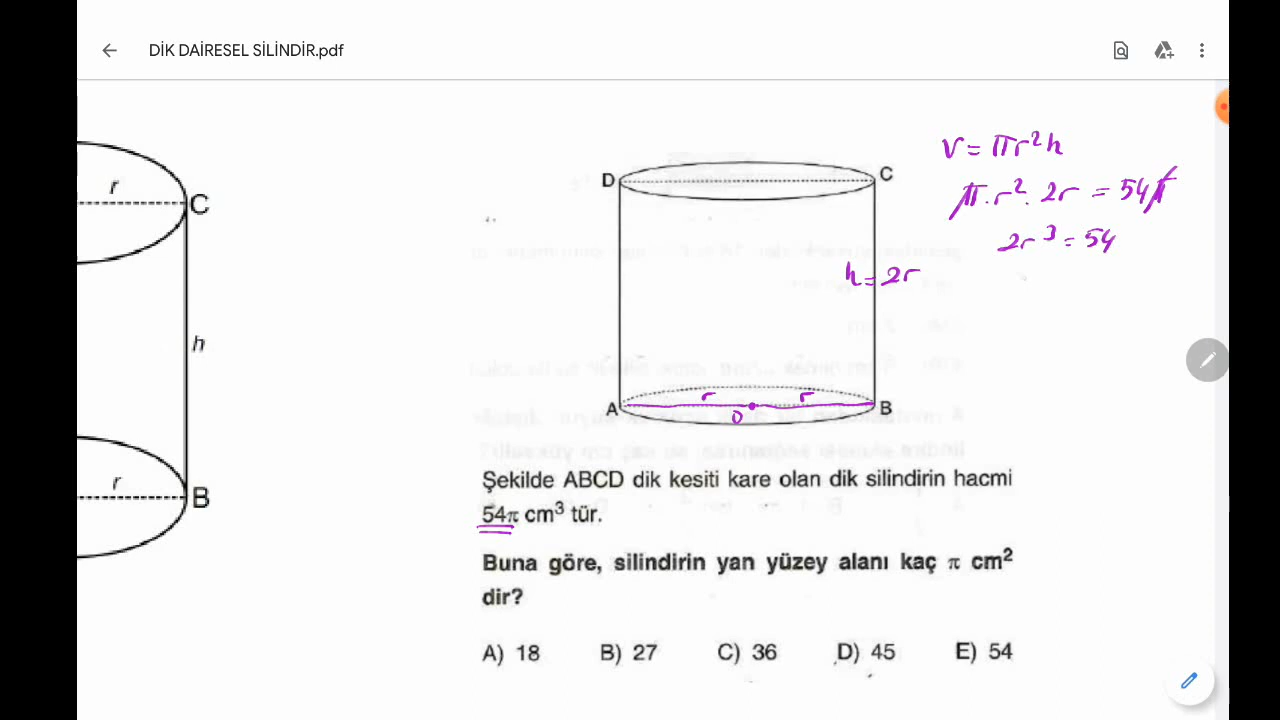 DİK DAİRESEL SİLİNDİR.pdf
r
C
h
r
B
D
C
A
B
r
r
O
h = 2r
V = πr²h
π.r². 2r = 54π
2r³ = 54
Şekilde ABCD dik kesiti kare olan dik silindirin hacmi
54π cm³ tür.
Buna göre, silindirin yan yüzey alanı kaç π cm²
dir?
A) 18 B) 27 C) 36 D) 45 E) 54